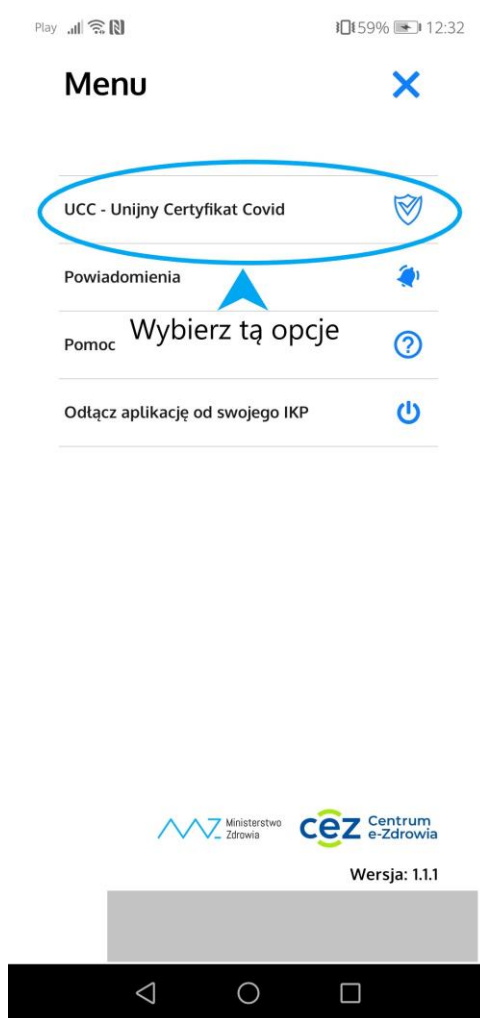 Play 59% 12:32
Menu
UCC - Unijny Certyfikat Covid
Powiadomienia
Wybierz tą opcje
Pomoc
Odłącz aplikację od swojego IKP
Ministerstwo
Zdrowia
cez Centrum
e-Zdrowia
Wersja: 1.1.1